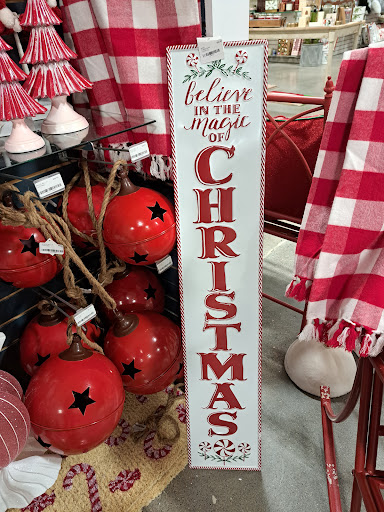 believe
IN THE
magic
OF
CHRISTMAS